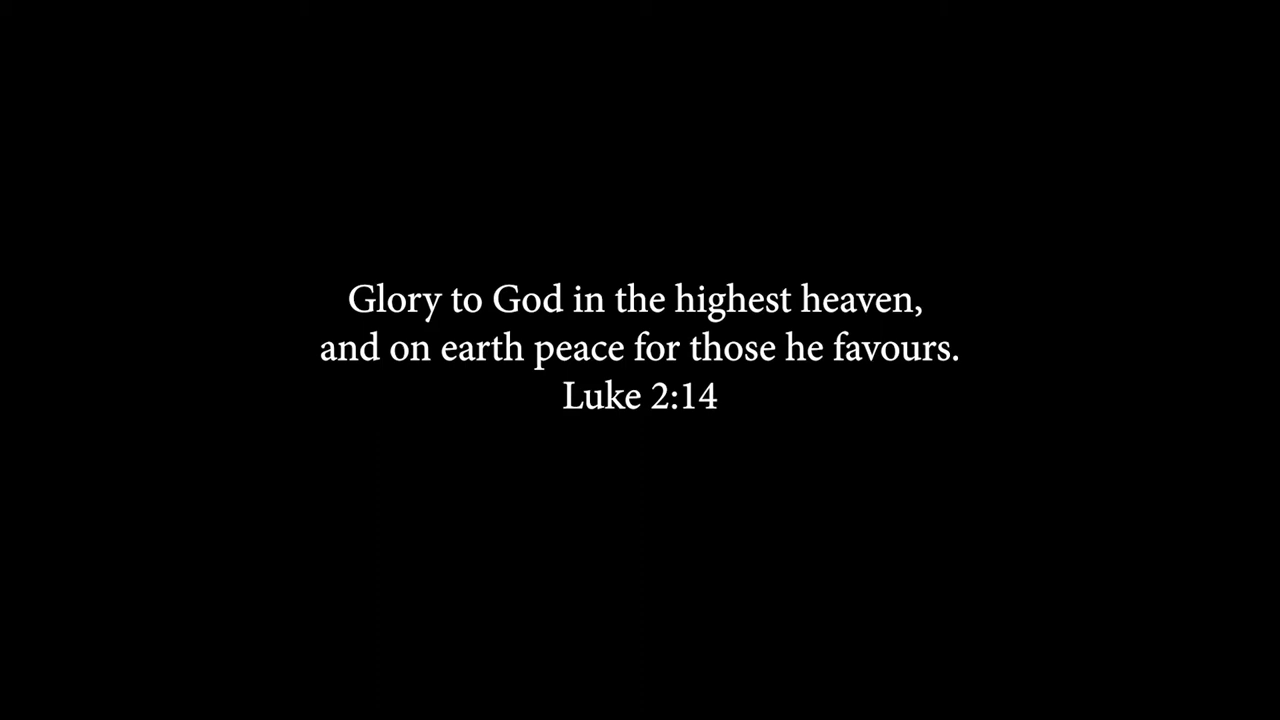 Glory to God in the highest heaven,
and on earth peace for those he favours.
Luke 2:14